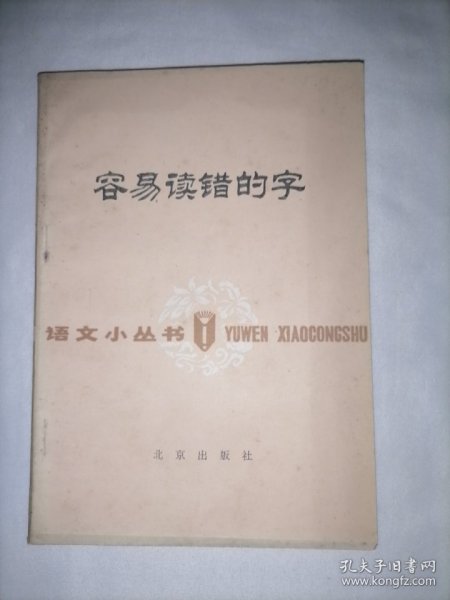 容易读错的字
语文小丛书 YUWEN XIAOCONGSHU
北京出版社
孔夫子旧书网
www.kongfz.com